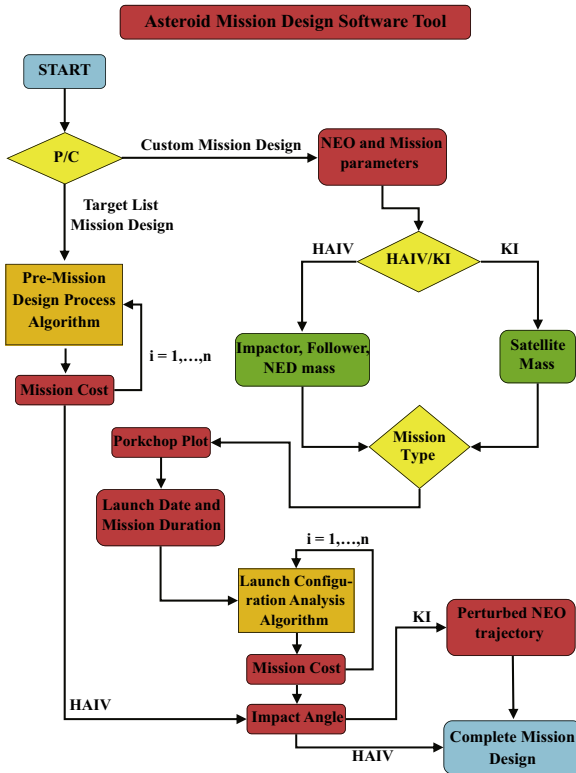 Asteroid Mission Design Software Tool
START
P/C
Custom Mission Design
NEO and Mission
parameters
Target List
Mission Design
HAIV
HAIV/KI
KI
Pre-Mission
Design Process
Algorithm
i = 1,…,n
Impactor, Follower,
NED mass
Satellite
Mass
Mission Cost
Mission
Type
Porkchop Plot
Launch Date and
Mission Duration
i = 1,…,n
Launch Configu-
ration Analysis
Algorithm
KI
Perturbed NEO
trajectory
Mission Cost
HAIV
Impact Angle
HAIV
Complete Mission
Design